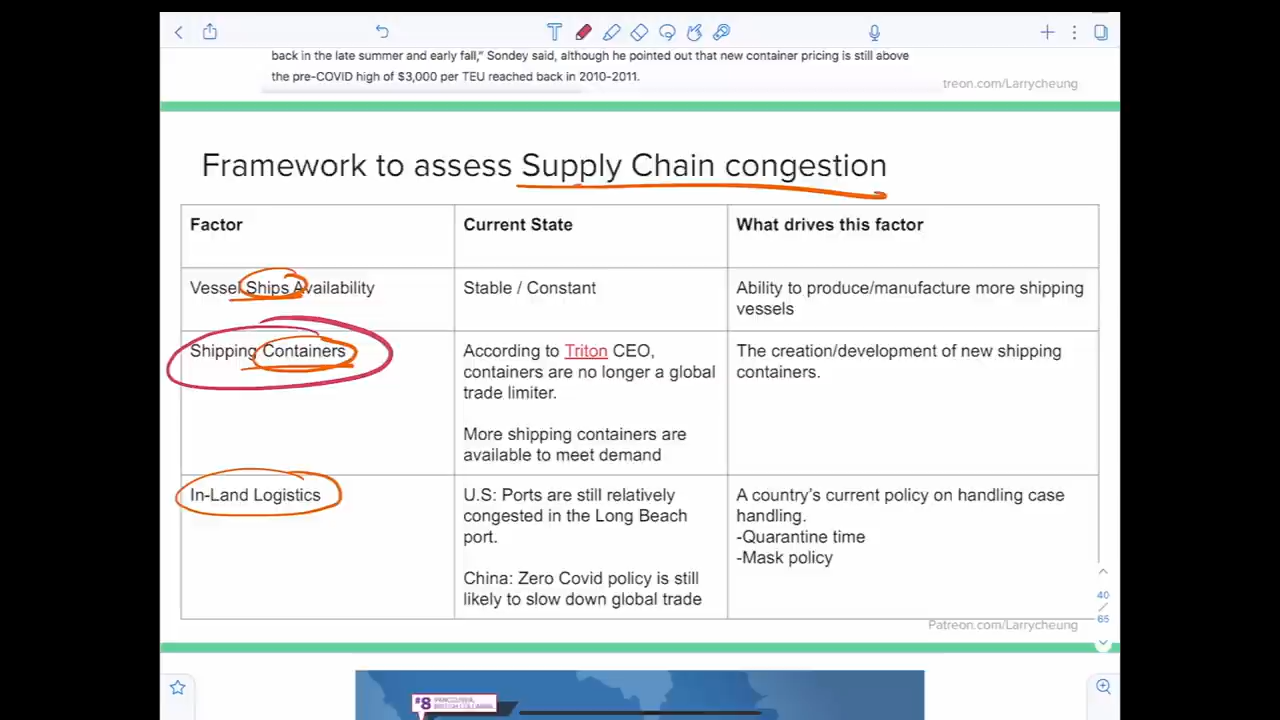 back in the late summer and early fall," Sondey said, although he pointed out that new container pricing is still above
the pre-COVID high of $3,000 per TEU reached back in 2010-2011.
treon.com/Larrycheung
Framework to assess Supply Chain congestion
Factor
Current State
What drives this factor
Vessel Ships Availability
Stable / Constant
Ability to produce/manufacture more shipping
vessels
Shipping Containers
According to Triton CEO,
containers are no longer a global
trade limiter.
More shipping containers are
available to meet demand
The creation/development of new shipping
containers.
In-Land Logistics
U.S: Ports are still relatively
congested in the Long Beach
port.
China: Zero Covid policy is still
likely to slow down global trade
A country's current policy on handling case
handling.
-Quarantine time
-Mask policy
40
/
65
Patreon.com/Larrycheung
#8
VANCOUVER,
BRITISH COLUMBIA